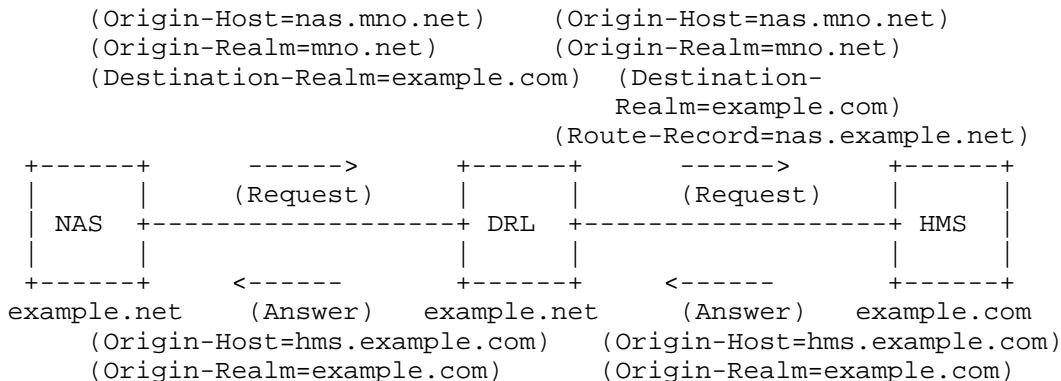 (Origin-Host=nas.mno.net)    (Origin-Host=nas.mno.net)
(Origin-Realm=mno.net)       (Origin-Realm=mno.net)
(Destination-Realm=example.com)  (Destination-
Realm=example.com)
(Route-Record=nas.example.net)
+------+      ------>      +------+      ------>      +------+
|      |     (Request)     |      |     (Request)     |      |
| NAS  +-------------------+ DRL  +-------------------+ HMS  |
|      |                   |      |                   |      |
+------+     <------       +------+     <------       +------+
example.net    (Answer)   example.net     (Answer)   example.com
(Origin-Host=hms.example.com)   (Origin-Host=hms.example.com)
(Origin-Realm=example.com)      (Origin-Realm=example.com)